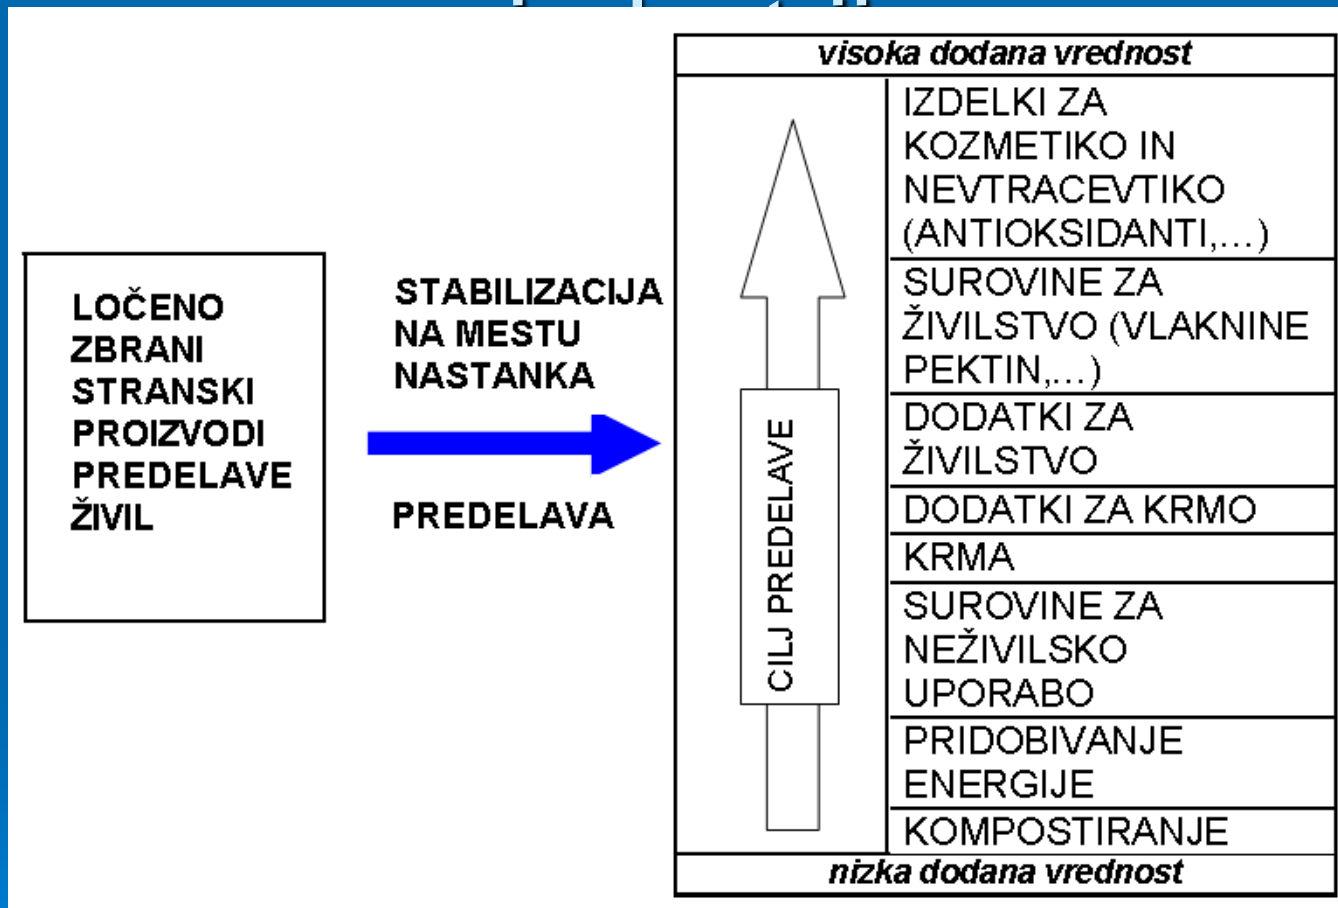 LOČENO
ZBRANI
STRANSKI
PROIZVODI
PREDELAVE
ŽIVIL
STABILIZACIJA
NA MESTU
NASTANKA
PREDELAVA
visoka dodana vrednost
CILJ PREDELAVE
IZDELKI ZA
KOZMETIKO IN
NEVTRACEVTIKO
(ANTIOKSIDANTI,...)
SUROVINE ZA
ŽIVILSTVO (VLAKNINE
PEKTIN,...)
DODATKI ZA
ŽIVILSTVO
DODATKI ZA KRMO
KRMA
SUROVINE ZA
NEŽIVILSKO
UPORABO
PRIDOBIVANJE
ENERGIJE
KOMPOSTIRANJE
nizka dodana vrednost